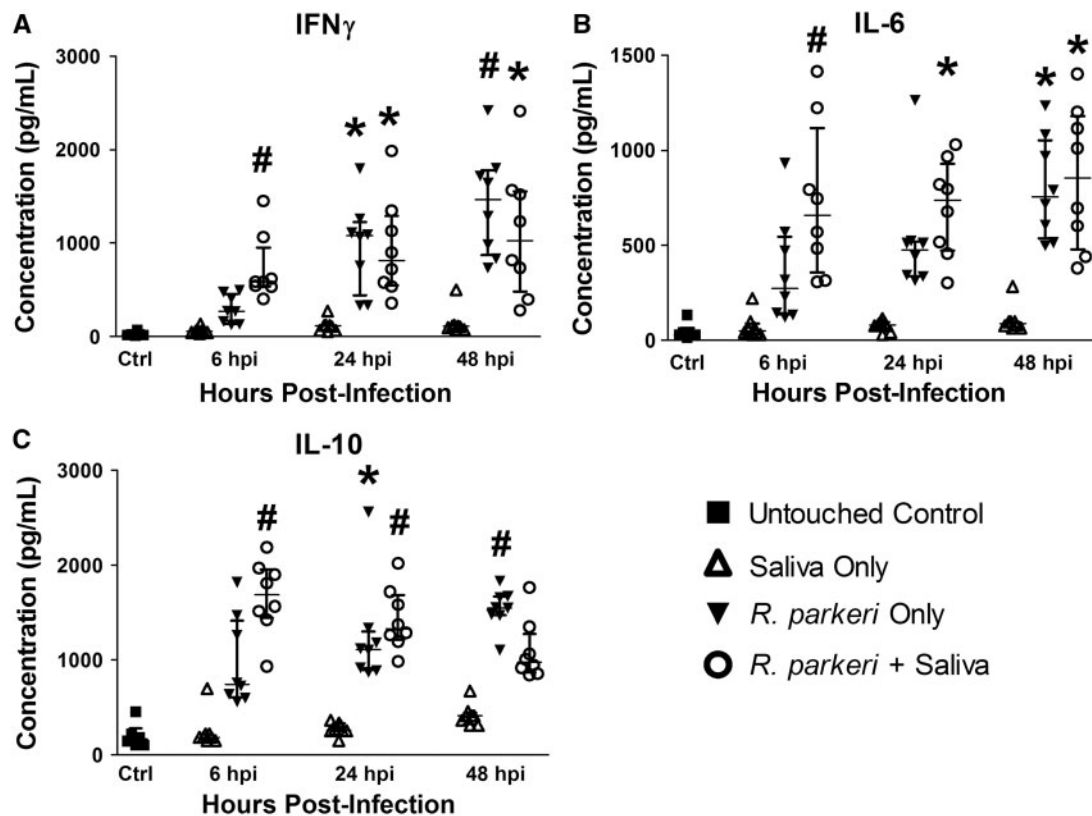 A
IFNγ
Concentration (pg/mL)
3000
2000
1000
0
#
*
*
#
*
Ctrl 6 hpi 24 hpi 48 hpi
Hours Post-Infection
B
IL-6
Concentration (pg/mL)
1500
1000
500
0
#
*
*
*
Ctrl 6 hpi 24 hpi 48 hpi
Hours Post-Infection
C
IL-10
Concentration (pg/mL)
3000
2000
1000
0
#
*
#
#
Ctrl 6 hpi 24 hpi 48 hpi
Hours Post-Infection
Untouched Control
Saliva Only
R. parkeri Only
R. parkeri + Saliva